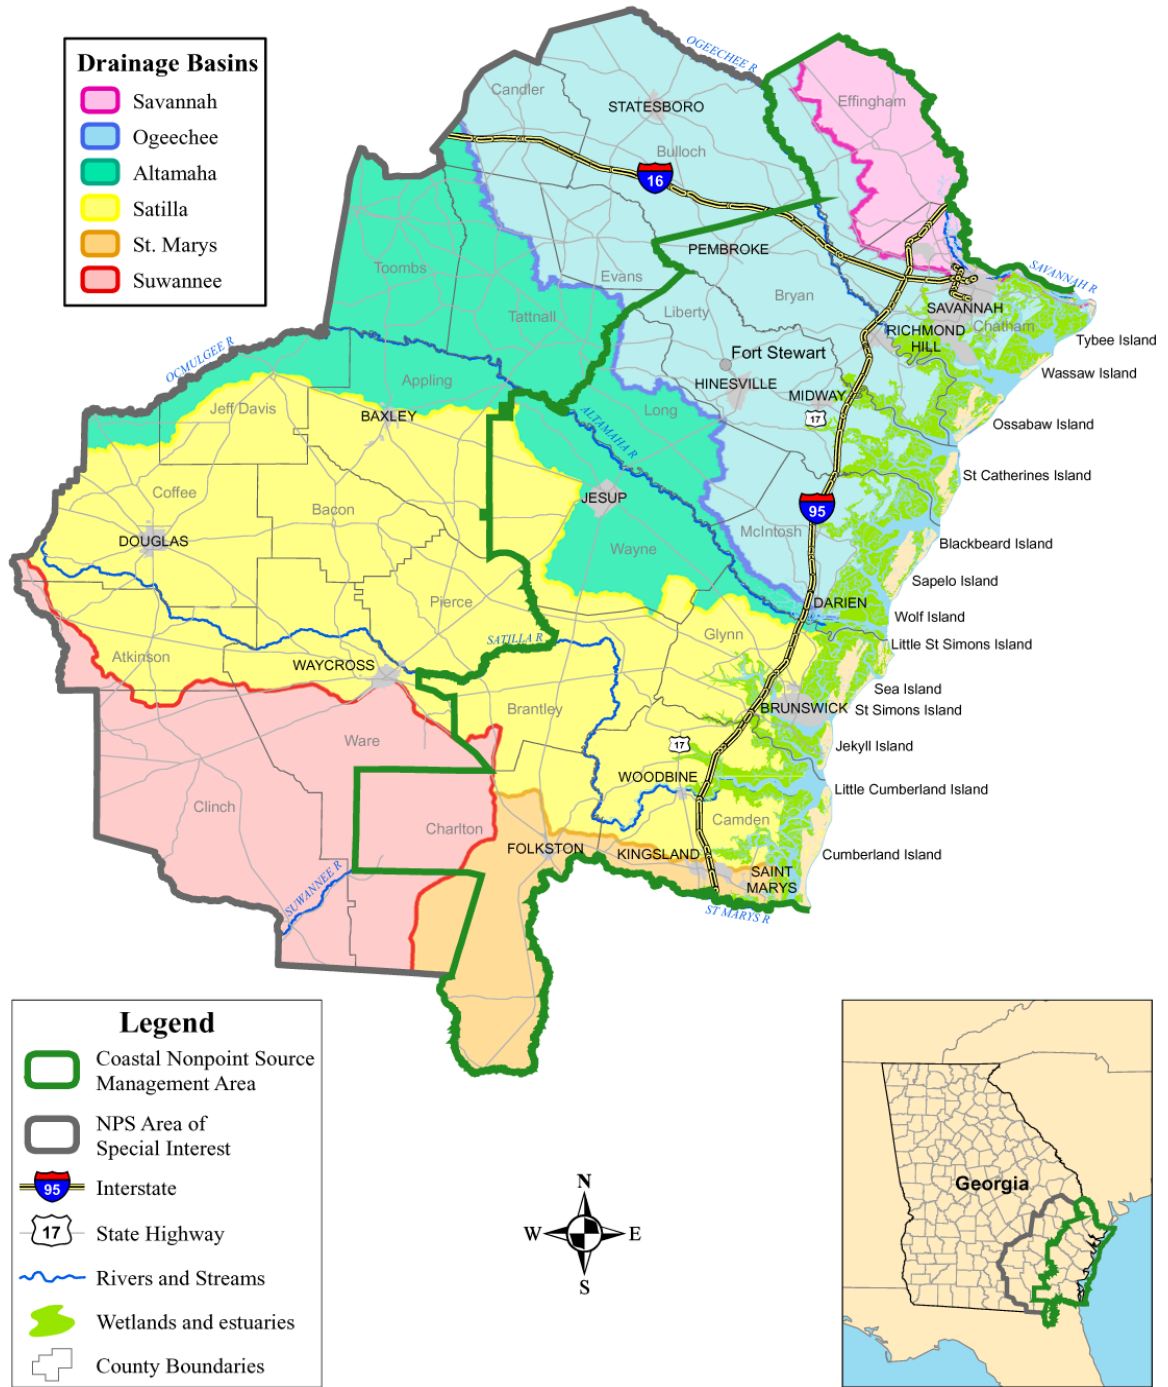 Drainage Basins
Savannah
Ogeechee
Altamaha
Satilla
St. Marys
Suwannee
OGEECHEE R
Candler
STATESBORO
Effingham
Bulloch
16
PEMBROKE
Evans
Bryan
Toombs
Liberty
SAVANNAH R
SAVANNAH
Tattnall
RICHMOND
HILL
Chatham
Tybee Island
OCMULGEE R
Fort Stewart
Wassaw Island
Appling
HINESVILLE
MIDWAY
Jeff Davis
BAXLEY
ALTAMAHA R
Long
17
Ossabaw Island
St Catherines Island
Coffee
JESUP
Bacon
95
McIntosh
DOUGLAS
Wayne
Blackbeard Island
Sapelo Island
Pierce
DARIEN
Wolf Island
SATILLA R
Glynn
Little St Simons Island
Atkinson
WAYCROSS
Sea Island
Brantley
BRUNSWICK
St Simons Island
Ware
17
Jekyll Island
WOODBINE
Little Cumberland Island
Clinch
Charlton
Camden
FOLKSTON
KINGSLAND
Cumberland Island
SAINT
MARYS
SUWANNEE R
ST MARYS R
Legend
Coastal Nonpoint Source
Management Area
NPS Area of
Special Interest
95
Interstate
17
State Highway
Rivers and Streams
Wetlands and estuaries
County Boundaries
N
W
E
S
Georgia